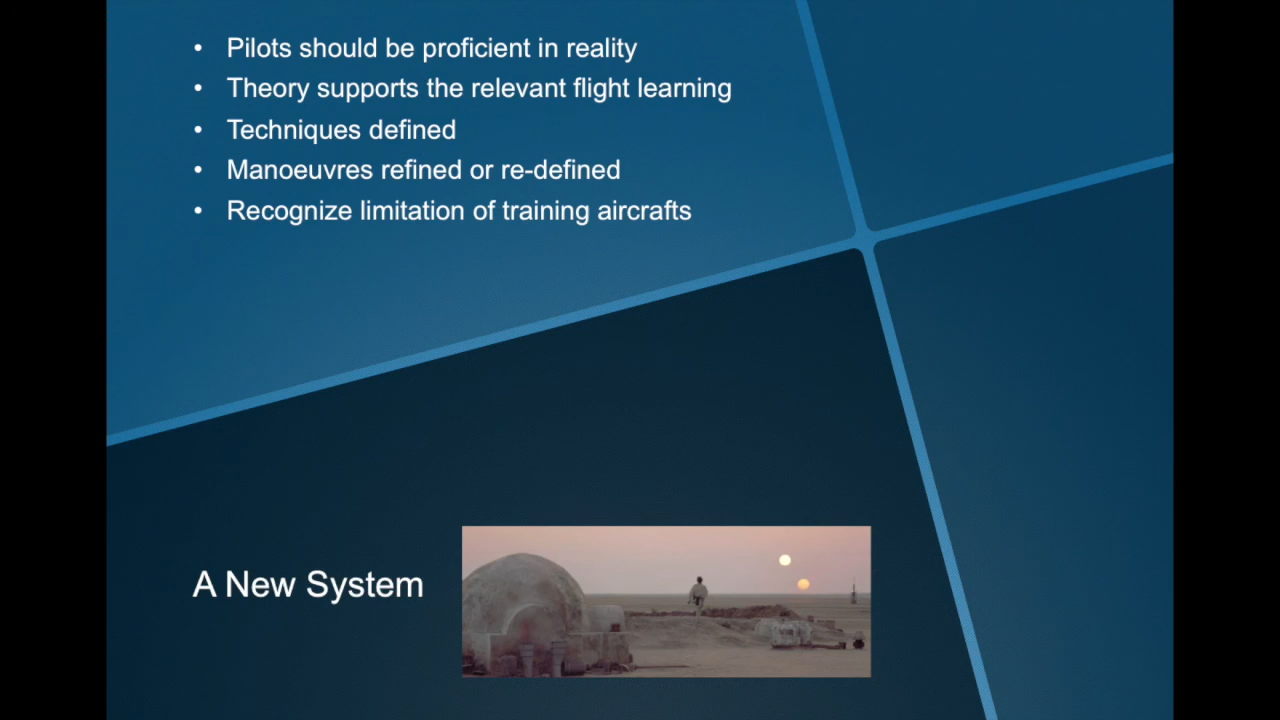 • Pilots should be proficient in reality
• Theory supports the relevant flight learning
• Techniques defined
• Manoeuvres refined or re-defined
• Recognize limitation of training aircrafts
A New System